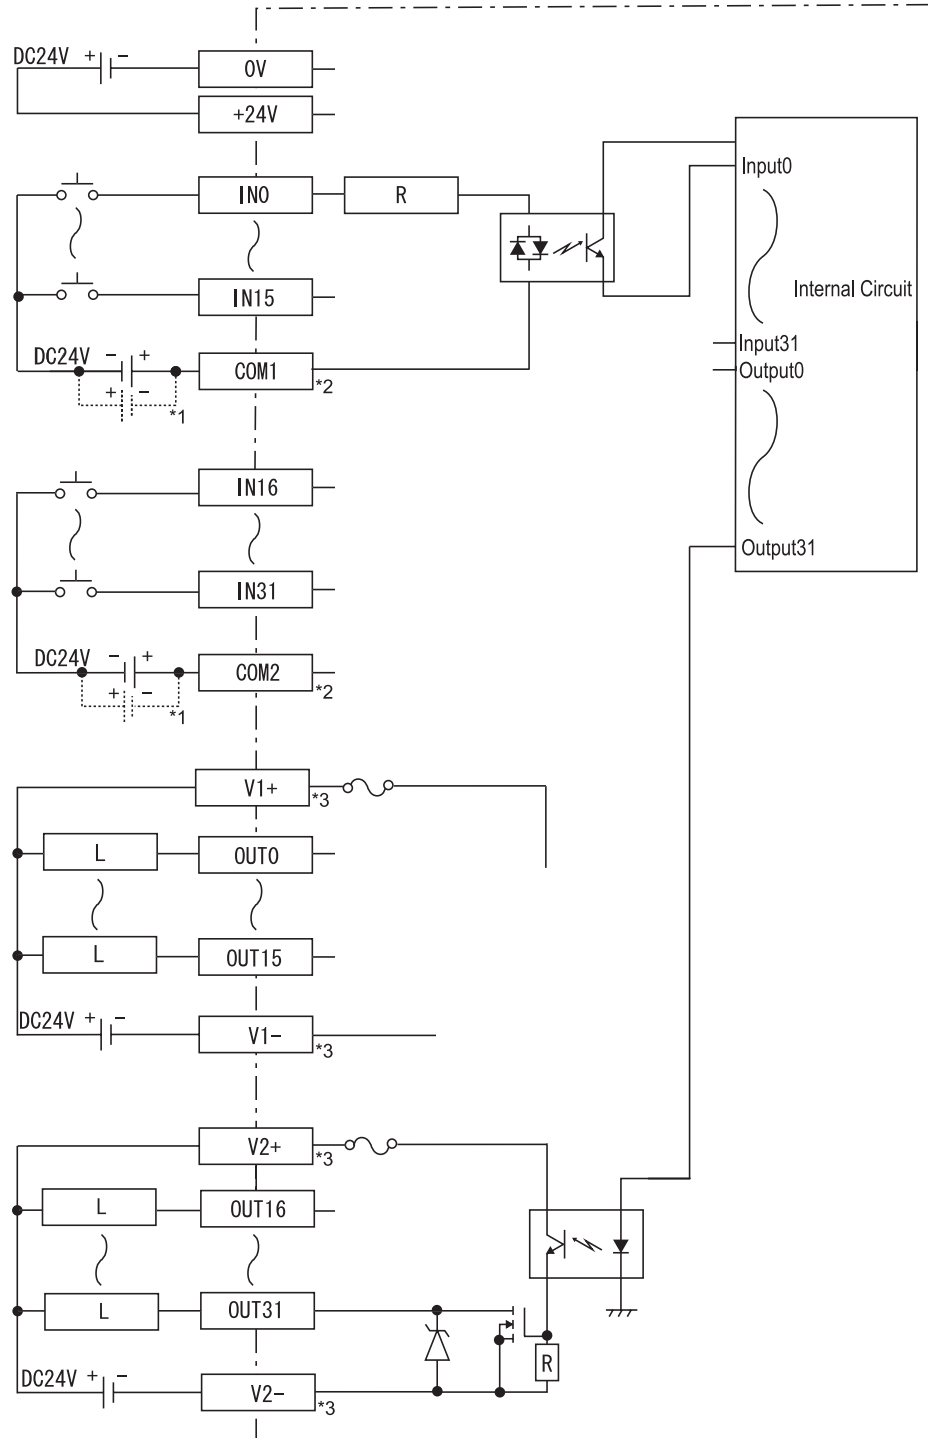 DC24V + − 0V
+24V
IN0 R Input0
IN15 Internal Circuit
DC24V − + COM1 *2 Input31
+ − *1 Output0
IN16
Output31
IN31
DC24V − + COM2 *2
+ − *1
V1+ *3
L OUT0
L OUT15
DC24V + − V1− *3
V2+ *3
L OUT16
L OUT31
R
DC24V + − V2− *3